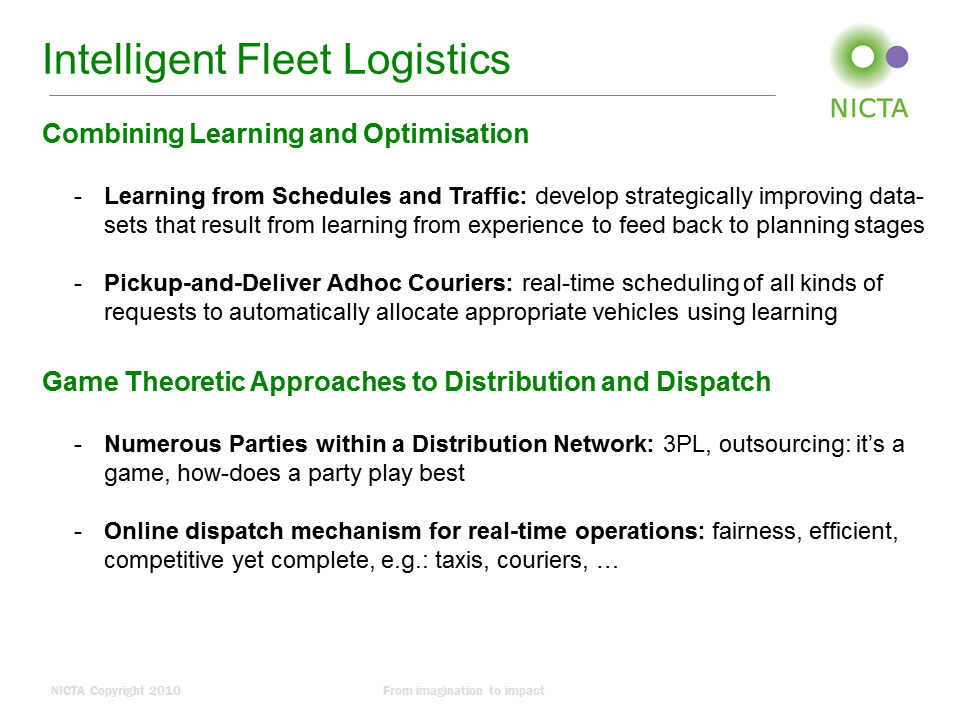 Intelligent Fleet Logistics
NICTA
Combining Learning and Optimisation
- Learning from Schedules and Traffic: develop strategically improving data-
sets that result from learning from experience to feed back to planning stages
- Pickup-and-Deliver Adhoc Couriers: real-time scheduling of all kinds of
requests to automatically allocate appropriate vehicles using learning
Game Theoretic Approaches to Distribution and Dispatch
- Numerous Parties within a Distribution Network: 3PL, outsourcing: it’s a
game, how-does a party play best
- Online dispatch mechanism for real-time operations: fairness, efficient,
competitive yet complete, e.g.: taxis, couriers, …
NICTA Copyright 2010 From imagination to impact